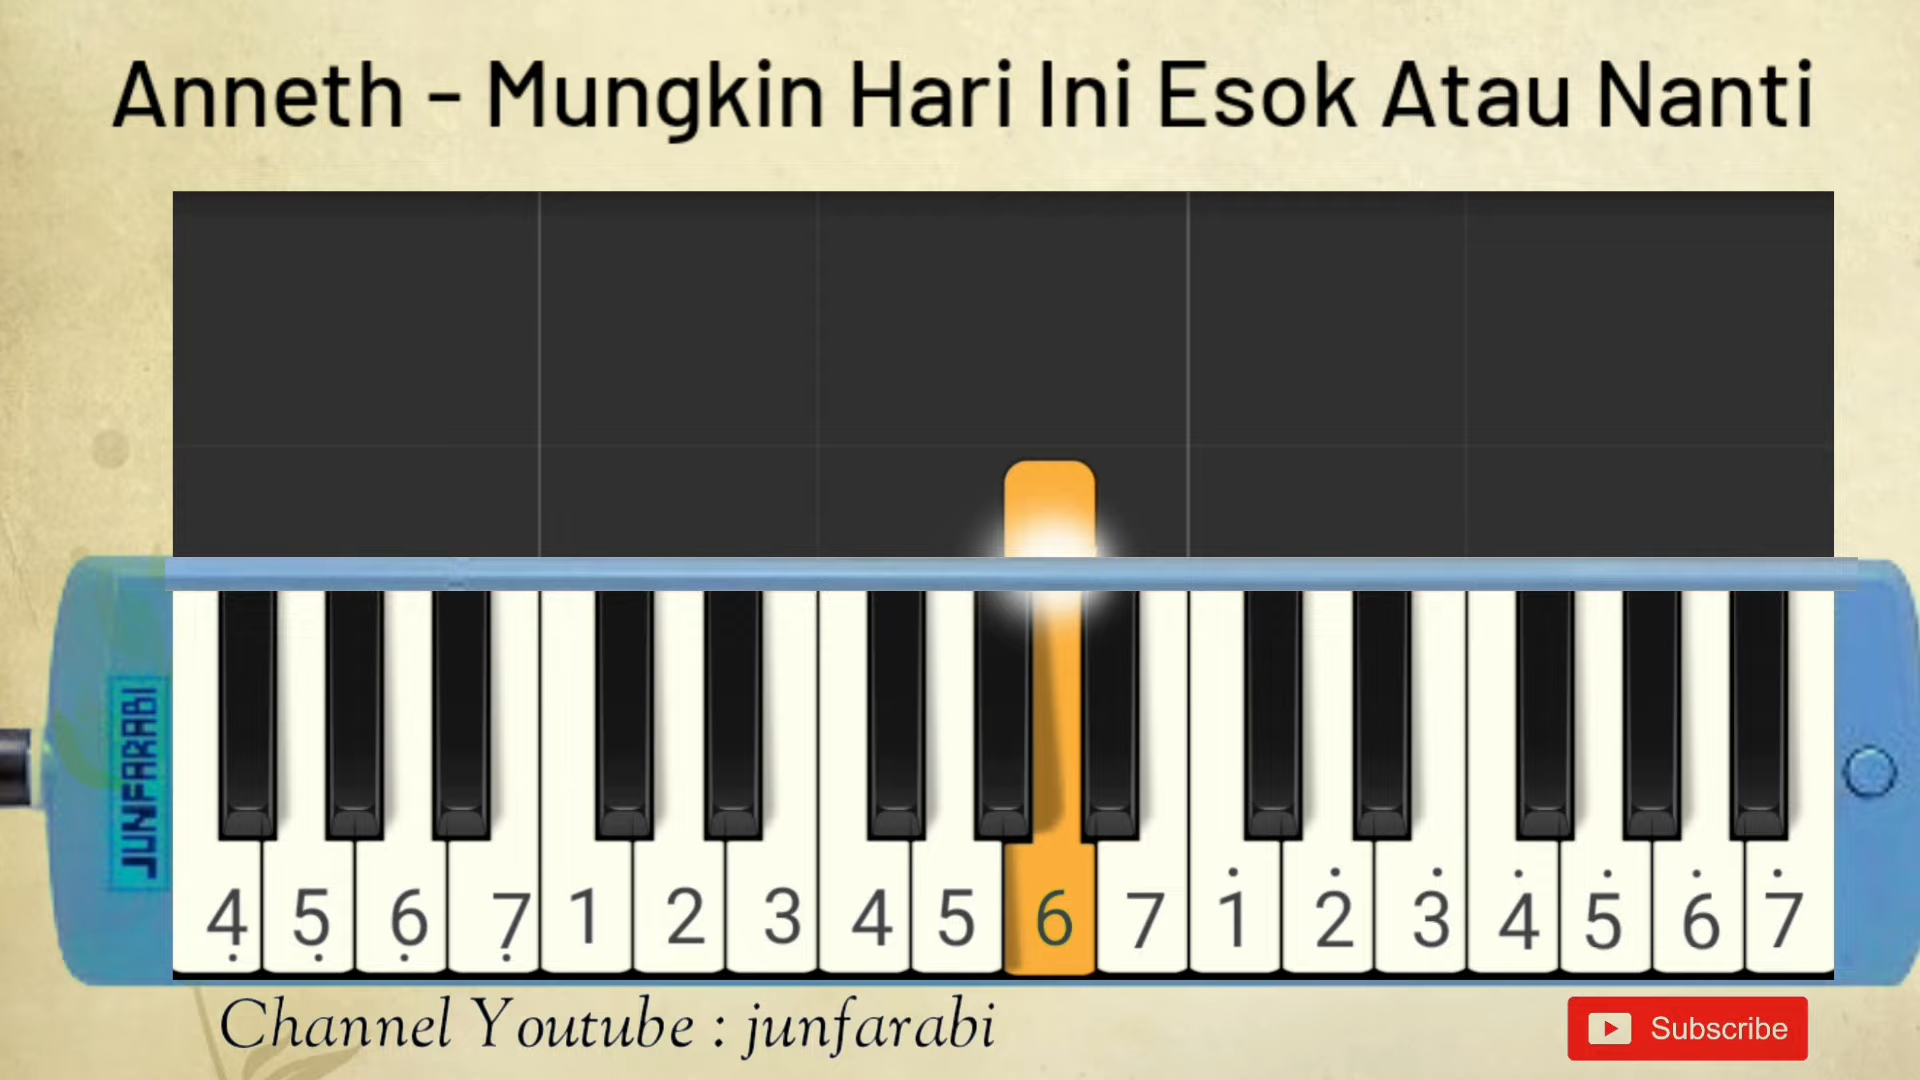 Anneth - Mungkin Hari Ini Esok Atau Nanti
JUNFARABI
4̣ 5̣ 6̣ 7̣ 1 2 3 4 5 6 7 1̇ 2̇ 3̇ 4̇ 5̇ 6̇ 7̇
Channel Youtube : junfarabi
Subscribe